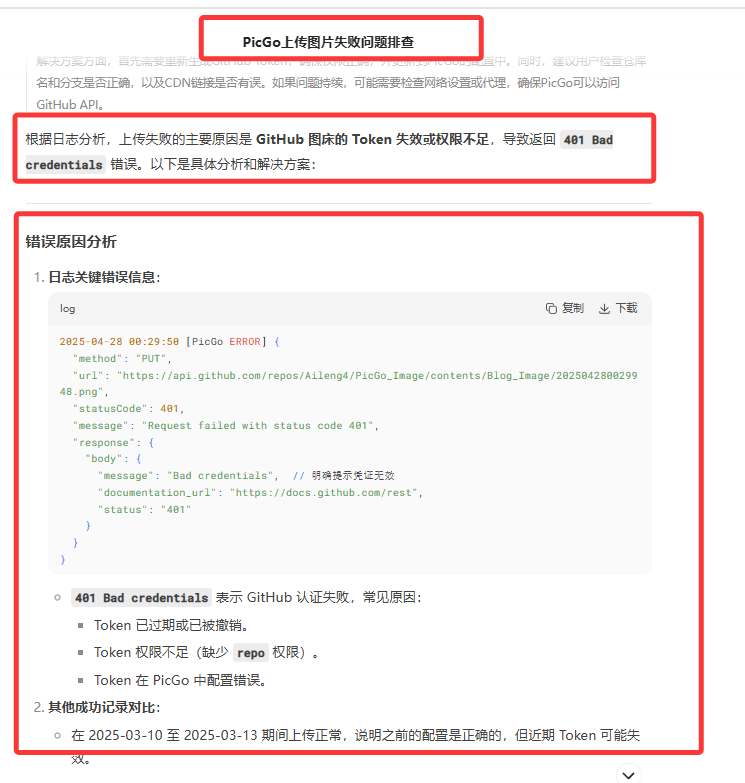 PicGo上传图片失败问题排查
解决方案方面，首先需要重新生成GitHub Token，确保权限正确，并更新到PicGo的配置中。同时，建议用户检查仓库
名和分支是否正确，以及CDN链接是否有误。如果问题持续，可能需要检查网络设置或代理，确保PicGo可以访问
GitHub API。
根据日志分析，上传失败的主要原因是 GitHub 图床的 Token 失效或权限不足，导致返回 401 Bad
credentials 错误。以下是具体分析和解决方案：
错误原因分析
1. 日志关键错误信息：
log 复制 下载
2025-04-28 00:29:50 [PicGo ERROR] {
"method": "PUT",
"url": "https://api.github.com/repos/Aileng4/PicGo_Image/contents/Blog_Image/2025042800299
48.png",
"statusCode": 401,
"message": "Request failed with status code 401",
"response": {
"body": {
"message": "Bad credentials", // 明确提示凭证无效
"documentation_url": "https://docs.github.com/rest",
"status": "401"
}
}
}
401 Bad credentials 表示 GitHub 认证失败，常见原因：
Token 已过期或已被撤销。
Token 权限不足（缺少 repo 权限）。
Token 在 PicGo 中配置错误。
2. 其他成功记录对比：
在 2025-03-10 至 2025-03-13 期间上传正常，说明之前的配置是正确的，但近期 Token 可能失
效。